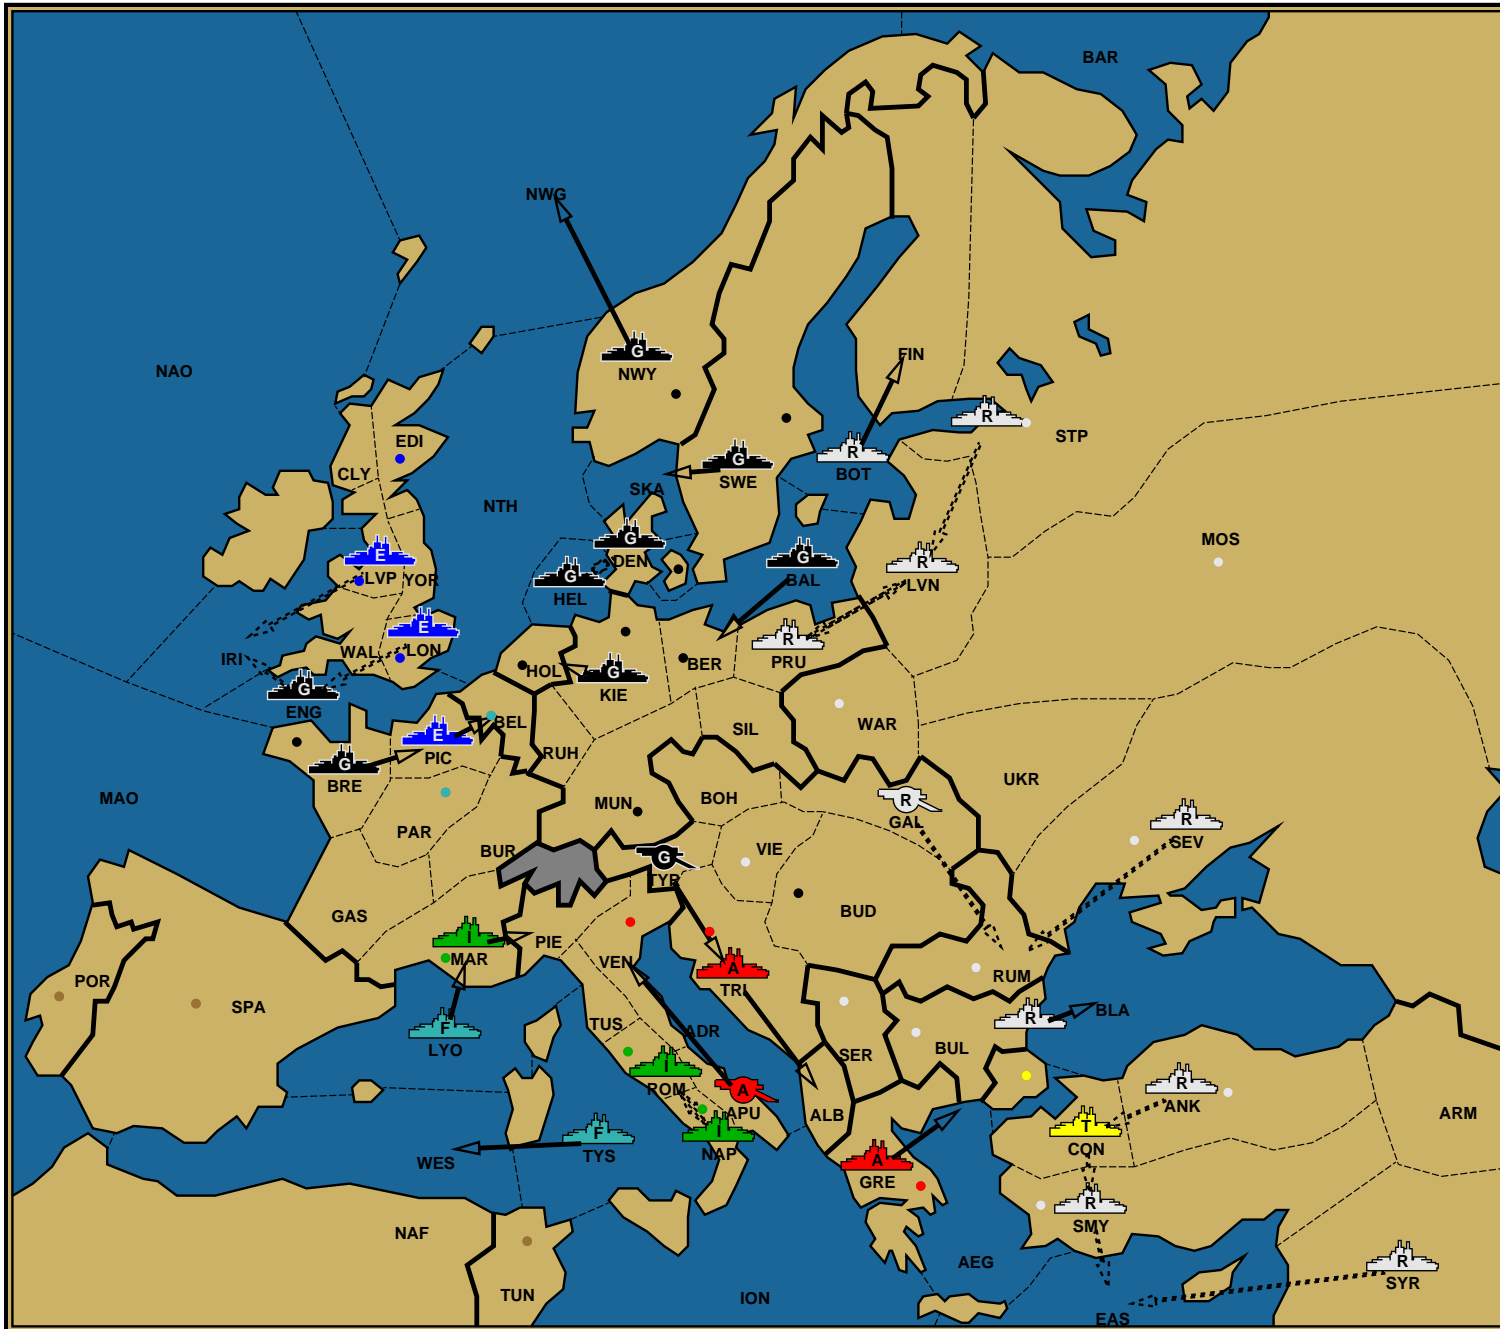 BAR
NWG
G
NWY
NAO
FIN
R
STP
EDI
CLY
G
SWE
R
BOT
SKA
NTH
MOS
G
DEN
E
LVP
YOR
G
HEL
G
BAL
R
LVN
E
LON
WAL
IRI
R
PRU
G
ENG
HOL
G
KIE
BER
BEL
E
PIC
RUH
SIL
WAR
G
BRE
UKR
MAO
MUN
BOH
R
GAL
R
SEV
PAR
BUR
VIE
G
TYR
GAS
BUD
I
MAR
PIE
VEN
A
TRI
RUM
POR
SPA
F
LYO
TUS
ADR
R
BLA
SER
BUL
I
ROM
A
APU
ALB
R
ANK
ARM
T
CON
F
TYS
WES
I
NAP
A
GRE
R
SMY
NAF
AEG
R
SYR
TUN
ION
EAS